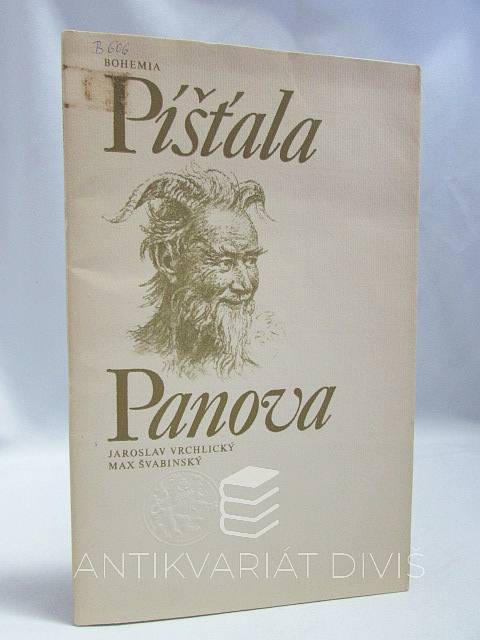 B 606
BOHEMIA
Píšťala
Panova
JAROSLAV VRCHLICKÝ
MAX ŠVABINSKÝ
ANTIKVARIÁT DIVIŠ